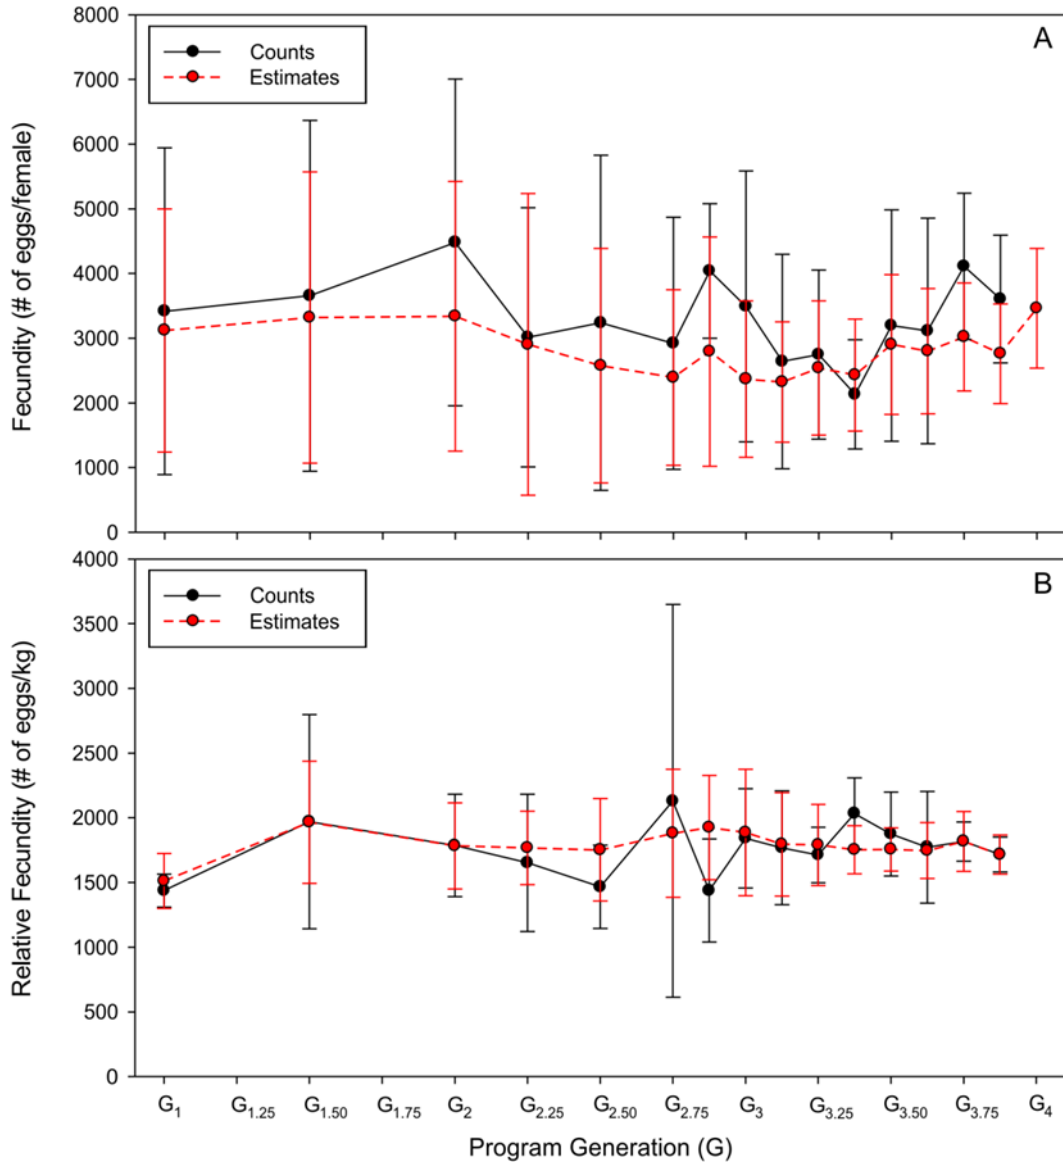 8000
7000
6000
5000
4000
3000
2000
1000
0
Fecundity (# of eggs/female)
Counts
Estimates
A
4000
3500
3000
2500
2000
1500
1000
500
0
Relative Fecundity (# of eggs/kg)
Counts
Estimates
B
G1 G1.25 G1.50 G1.75 G2 G2.25 G2.50 G2.75 G3 G3.25 G3.50 G3.75 G4
Program Generation (G)